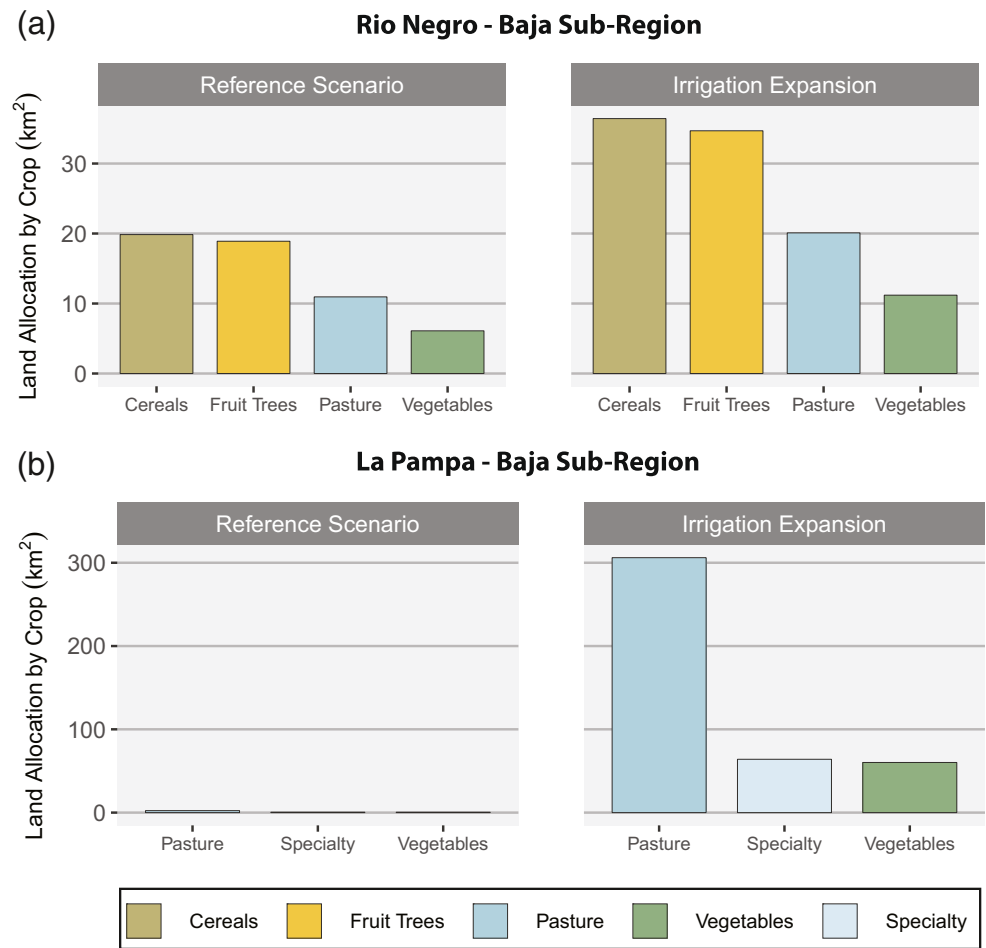 (a)
Rio Negro - Baja Sub-Region
Reference Scenario
Irrigation Expansion
Land Allocation by Crop (km²)
30
20
10
0
Cereals Fruit Trees Pasture Vegetables
Cereals Fruit Trees Pasture Vegetables
(b)
La Pampa - Baja Sub-Region
Reference Scenario
Irrigation Expansion
Land Allocation by Crop (km²)
300
200
100
0
Pasture Specialty Vegetables
Pasture Specialty Vegetables
Cereals Fruit Trees Pasture Vegetables Specialty